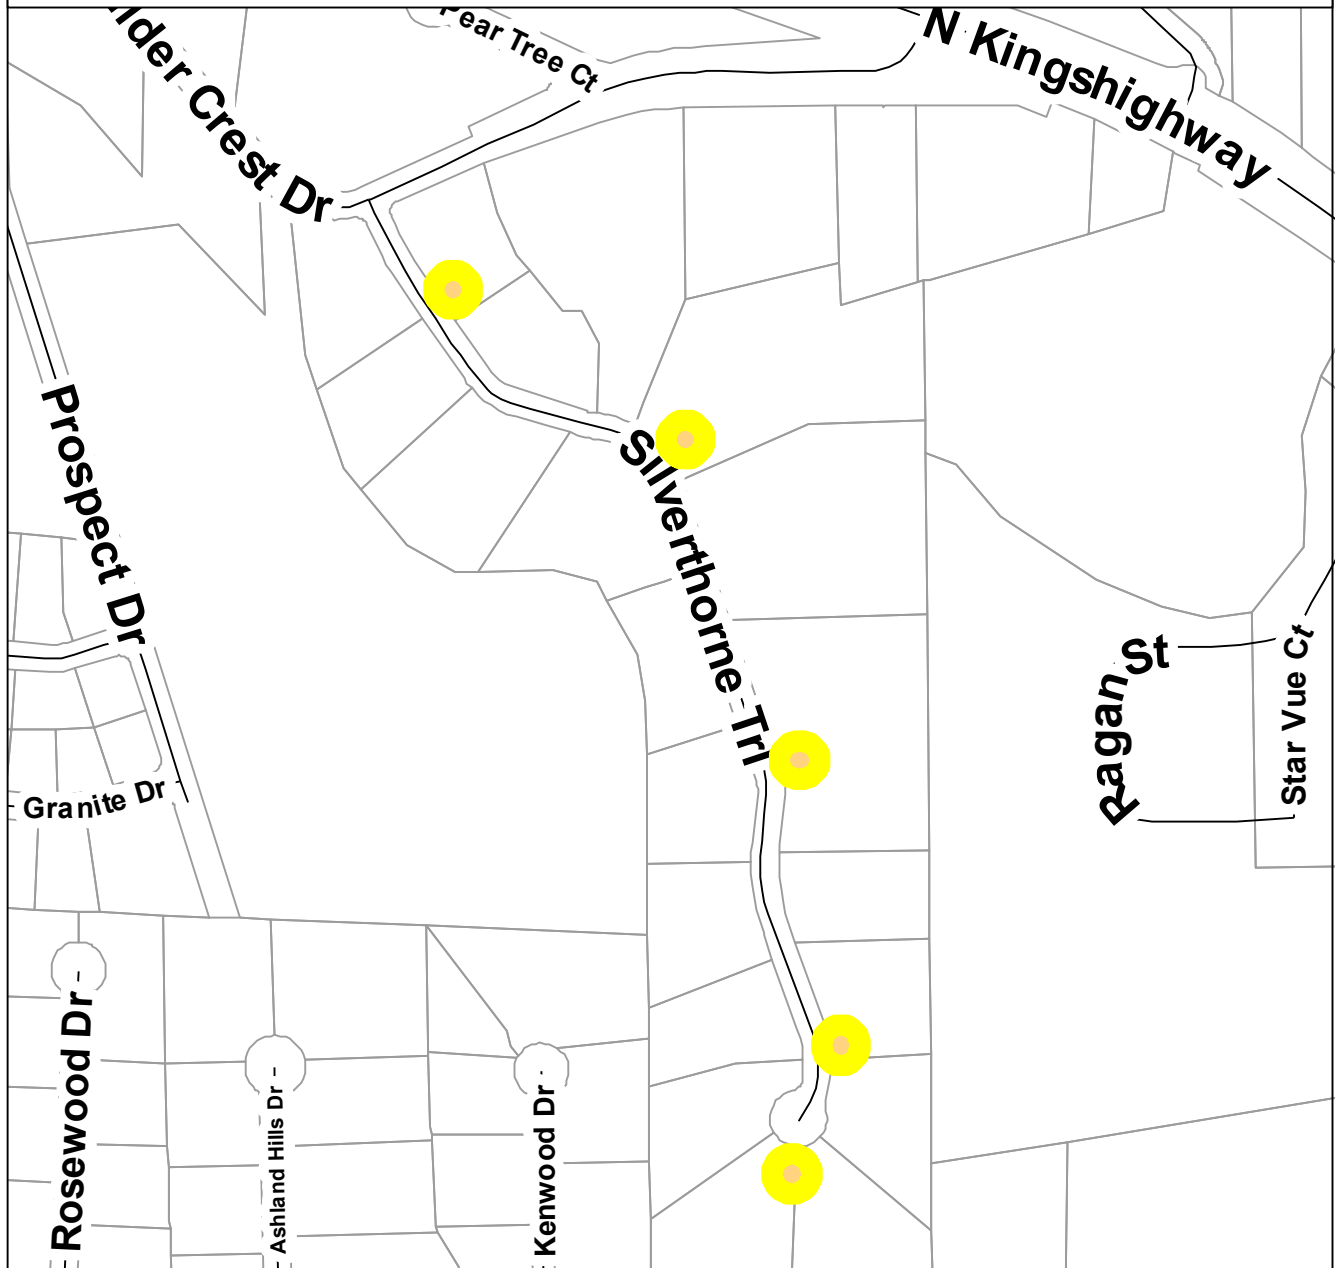 Pear Tree Ct
N Kingshighway
lder Crest Dr
Prospect Dr
Silverthorne Trl
Ragan St
Star Vue Ct
Granite Dr
Rosewood Dr
Ashland Hills Dr
Kenwood Dr